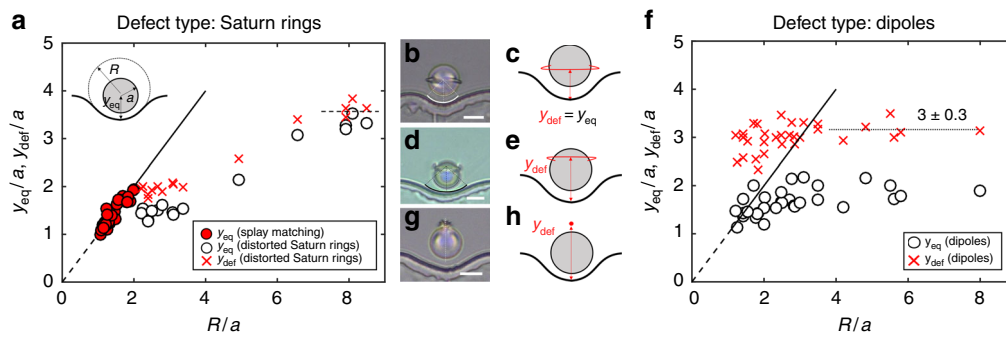 a
Defect type: Saturn rings
y_eq/a, y_def/a
5
4
3
2
1
0
0
2
4
6
8
R/a
R
a
y_eq
y_eq (splay matching)
y_eq (distorted Saturn rings)
y_def (distorted Saturn rings)
b
c
y_def = y_eq
d
e
y_def
g
h
y_def
f
Defect type: dipoles
y_eq/a, y_def/a
5
4
3
2
1
0
0
2
4
6
8
R/a
3 ± 0.3
y_eq (dipoles)
y_def (dipoles)